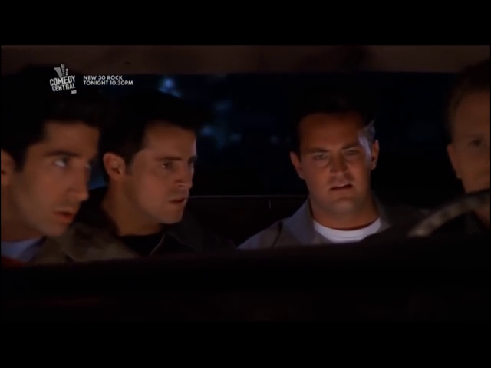 COMEDY
CENTRAL
NEW 30 ROCK
TONIGHT 10:30PM